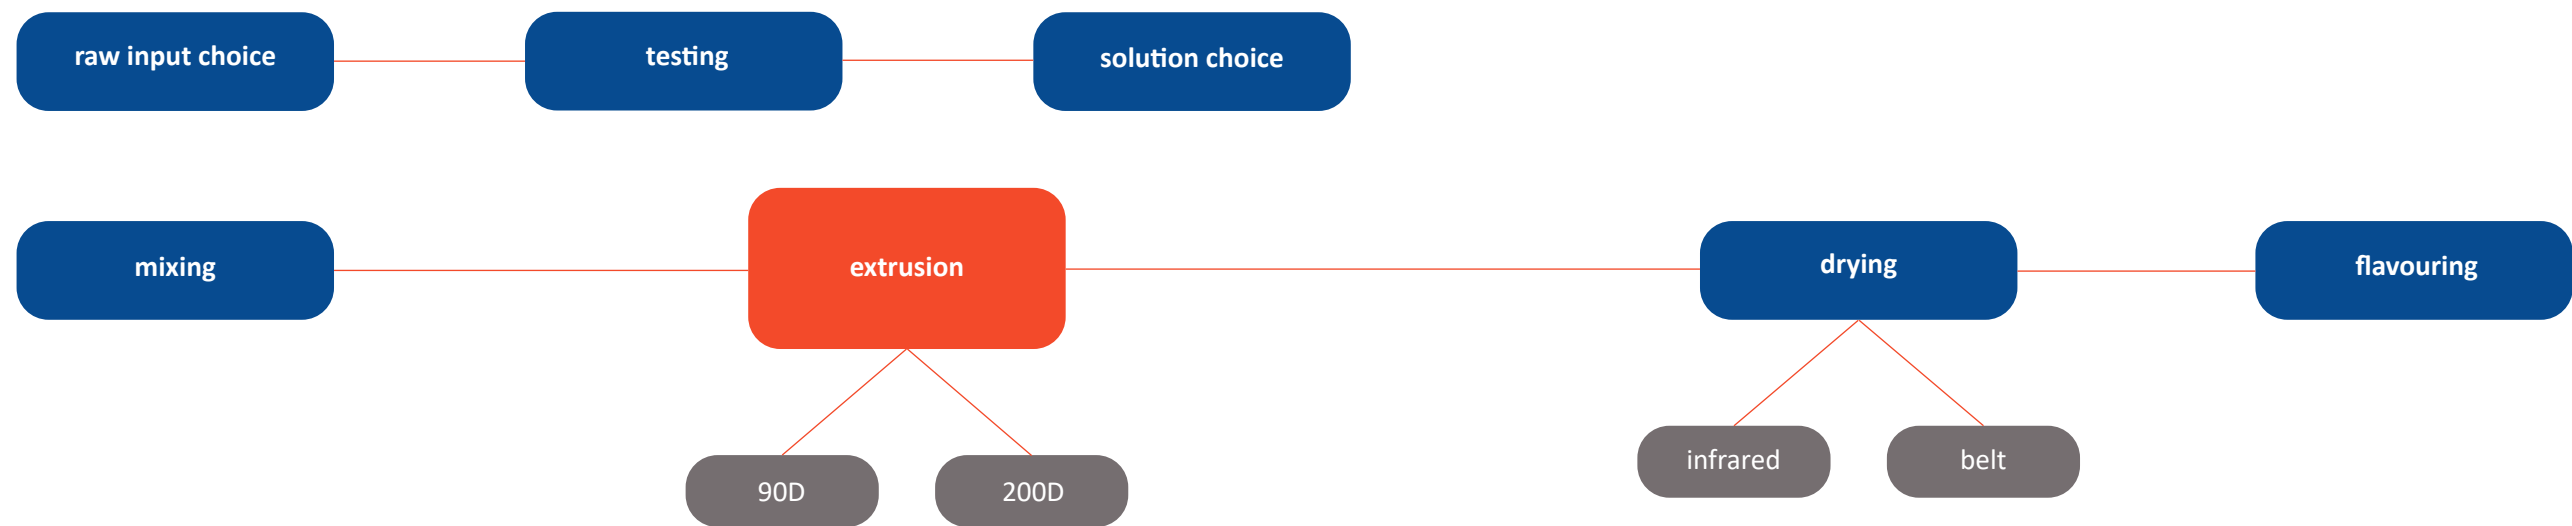 raw input choice
testing
solution choice
mixing
extrusion
drying
flavouring
90D
200D
infrared
belt